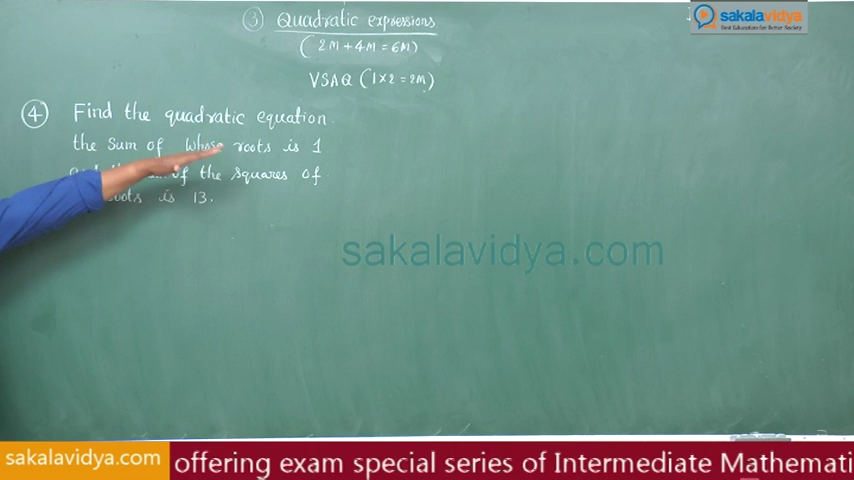 ③ Quadratic expressions
(2M+4M=6M)
VSAQ (1×2=2M)
④ Find the quadratic equation
the sum of whose roots is 1
of the squares of
is 13.
sakalavidya
Best Education for Better Society
sakalavidya.com
sakalavidya.com offering exam special series of Intermediate Mathemati